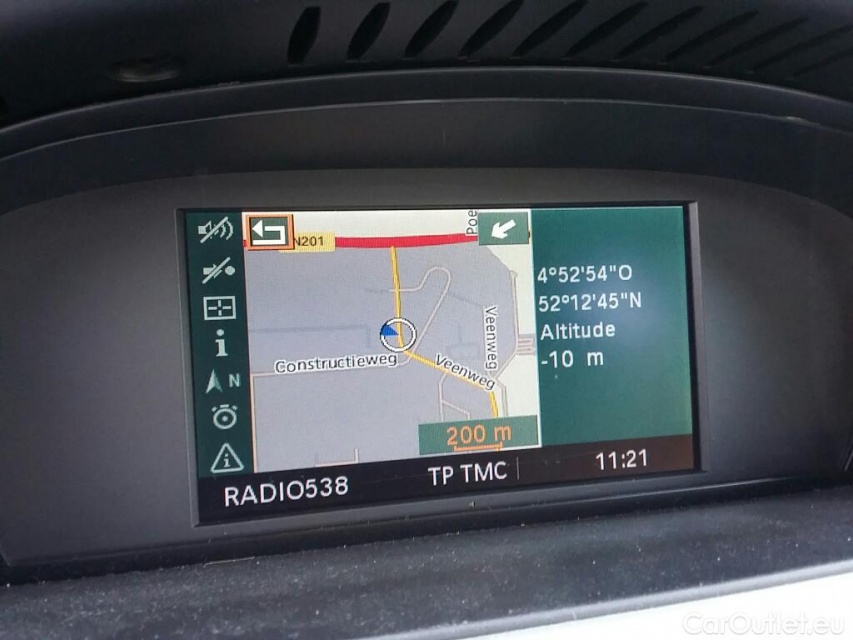 N201
Poe
4°52'54"O
52°12'45"N
Altitude
-10 m
Veenweg
Constructieweg
Veenweg
N
200 m
RADIO538
TP TMC
11:21
CarOutlet.eu